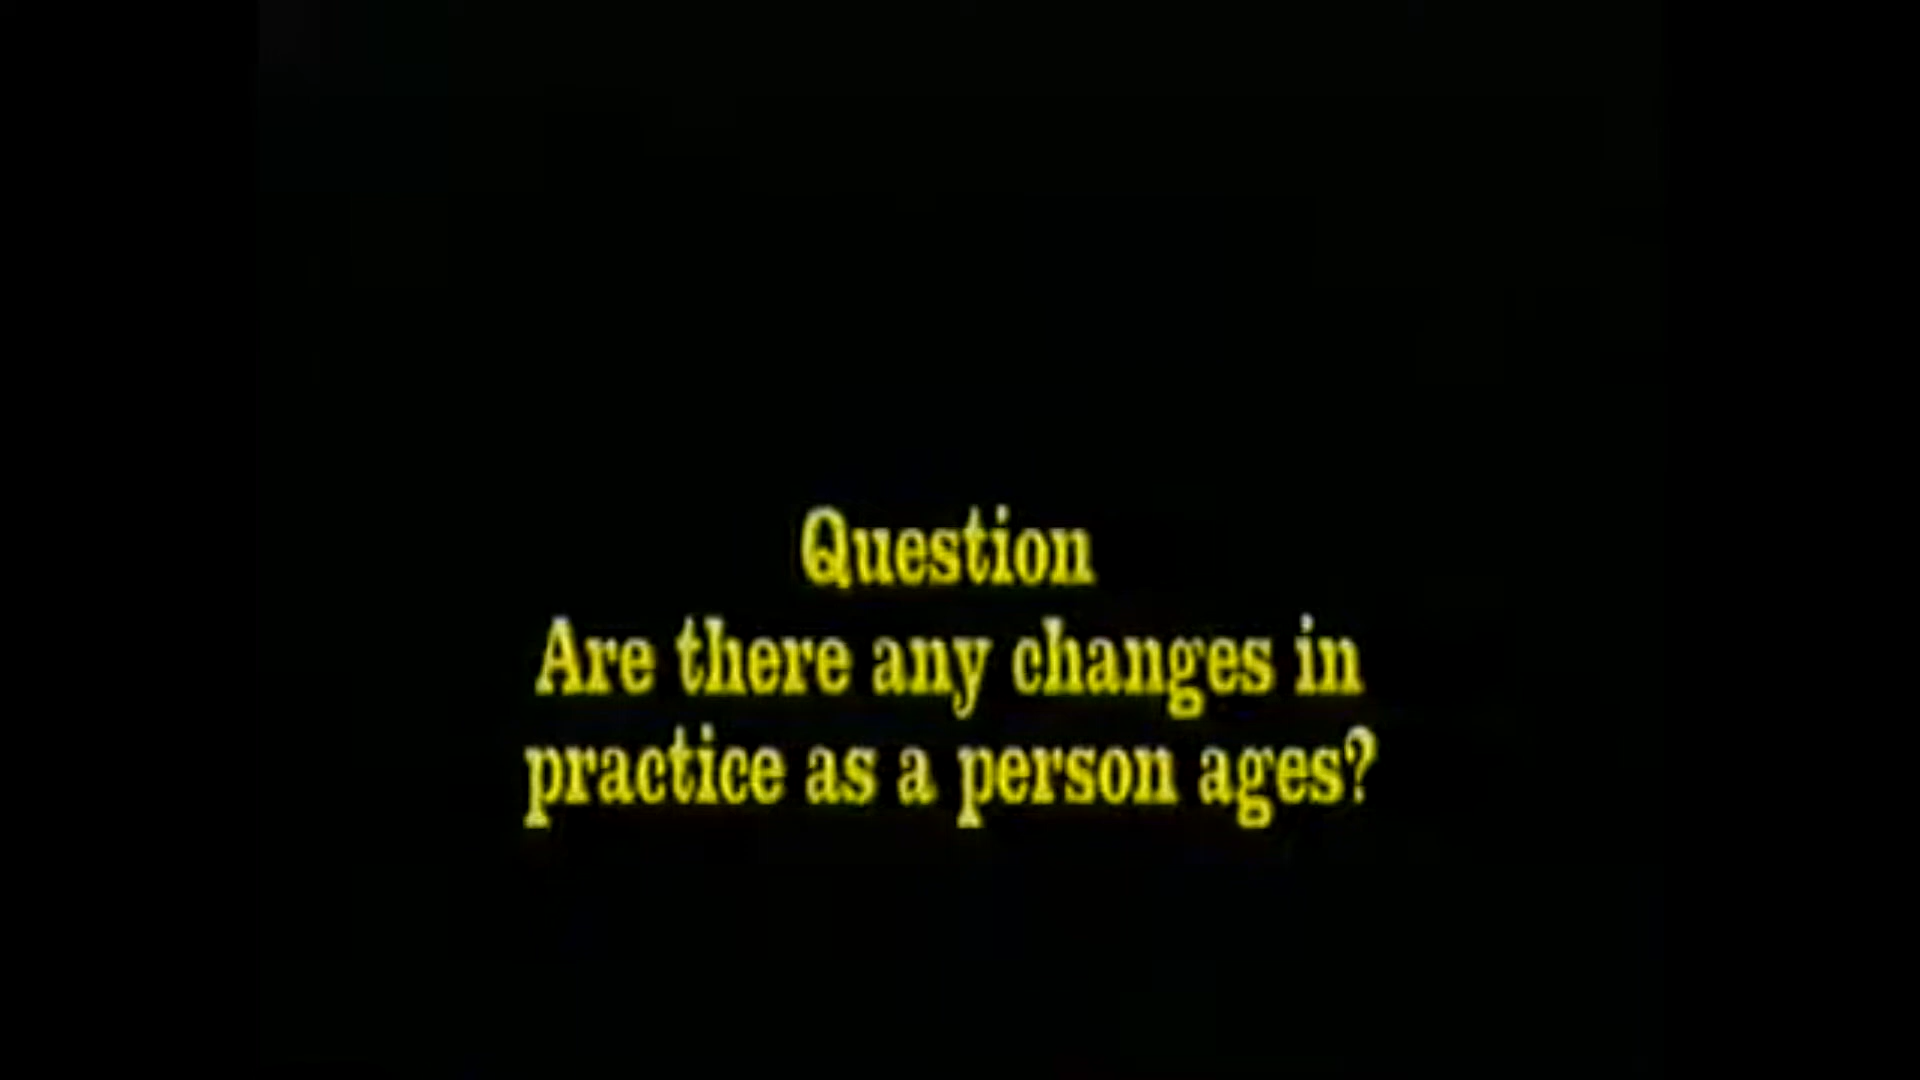 Question
Are there any changes in
practice as a person ages?